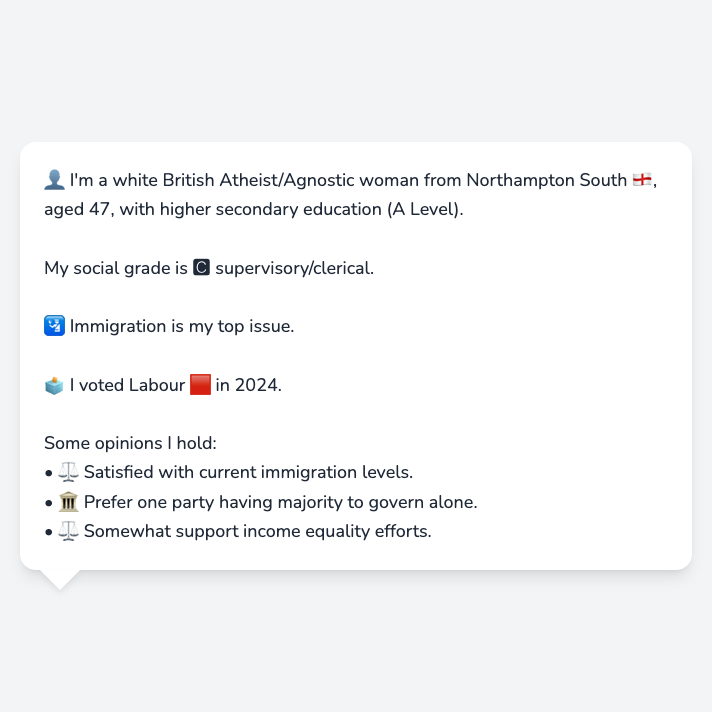 👤 I'm a white British Atheist/Agnostic woman from Northampton South 🏴󠁧󠁢󠁥󠁮󠁧󠁿,
aged 47, with higher secondary education (A Level).
My social grade is 🅲 supervisory/clerical.
🛂 Immigration is my top issue.
🗳️ I voted Labour 🟥 in 2024.
Some opinions I hold:
• ⚖️ Satisfied with current immigration levels.
• 🏛️ Prefer one party having majority to govern alone.
• ⚖️ Somewhat support income equality efforts.